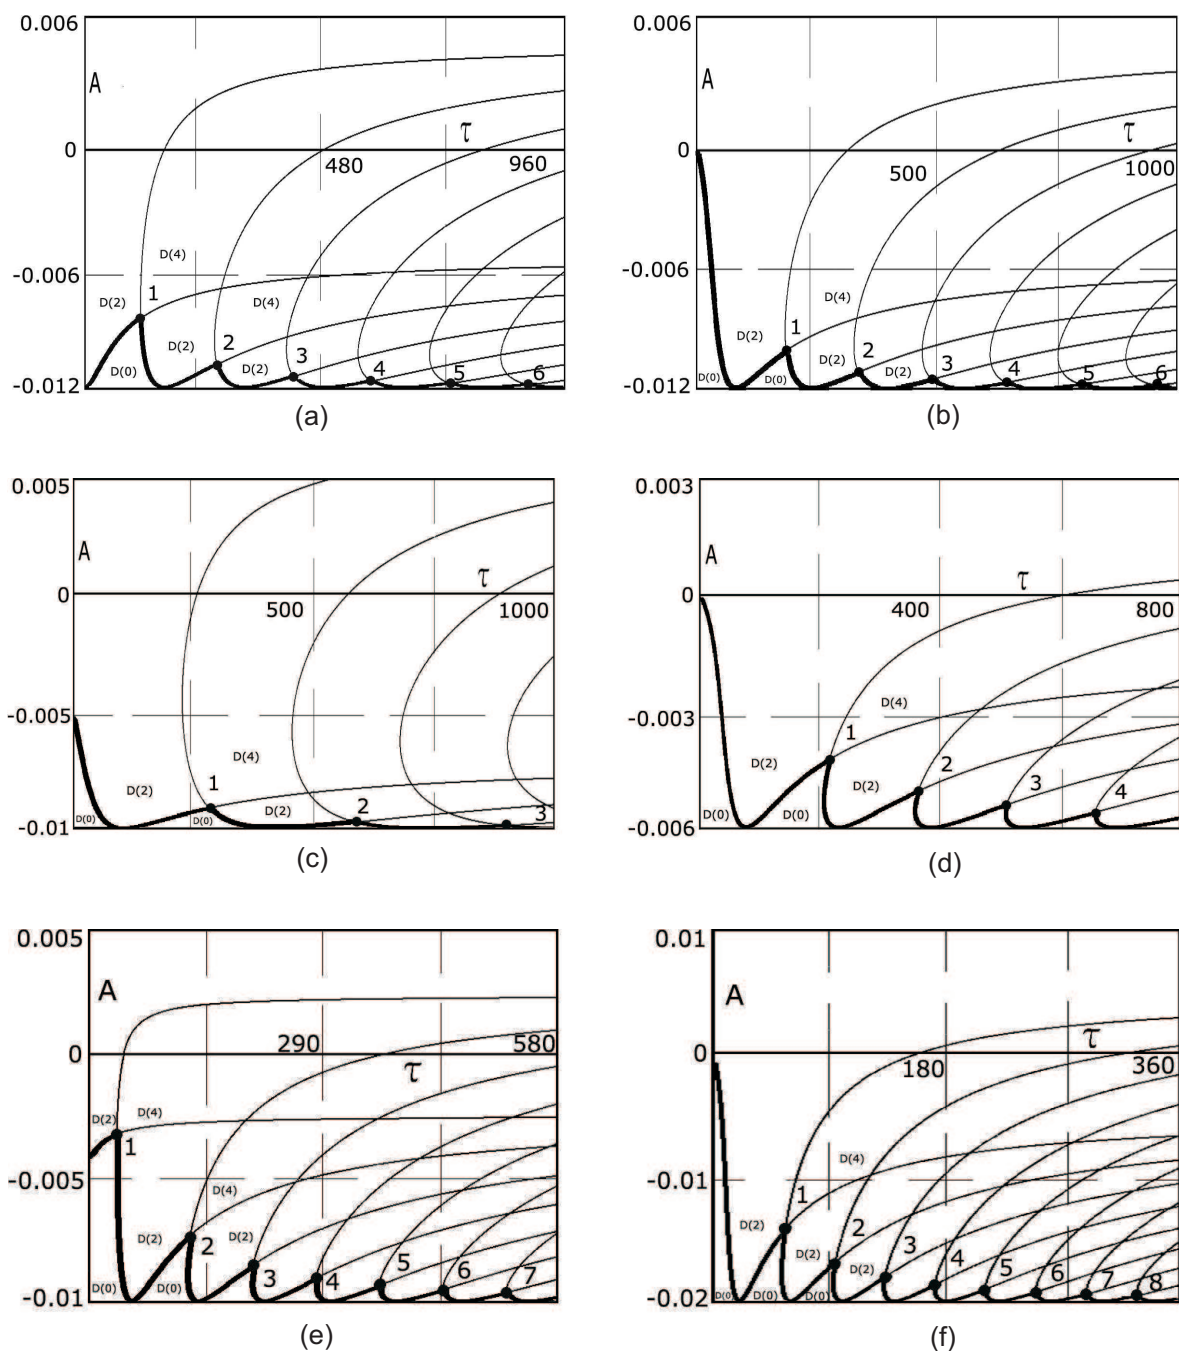 0.006
A
τ
0
480
960
D(4)
-0.006
D(2)
1
D(4)
D(2)
2
D(0)
D(2)
3
4
5
6
-0.012
(a)
0.006
A
τ
0
500
1000
-0.006
D(4)
D(2)
1
D(2)
2
D(2)
3
4
5
6
D(0)
D(0)
-0.012
(b)
0.005
A
τ
0
500
1000
-0.005
D(4)
1
D(2)
D(2)
2
3
D(0)
D(0)
-0.01
(c)
0.003
A
τ
0
400
800
D(4)
-0.003
1
D(2)
2
D(2)
3
4
D(0)
D(0)
-0.006
(d)
0.005
A
290
580
0
τ
D(2)
D(4)
1
-0.005
D(4)
D(2)
2
D(2)
3
4
5
6
7
D(0)
D(0)
-0.01
(e)
0.01
A
τ
0
180
360
D(4)
-0.01
1
D(2)
D(2)
2
D(2)
3
4
5
6
7
8
D(0)
D(0)
D(0)
-0.02
(f)